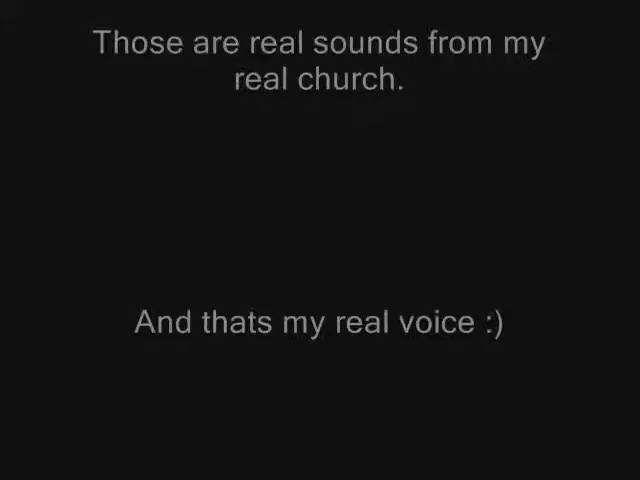 Those are real sounds from my
real church.
And thats my real voice :)